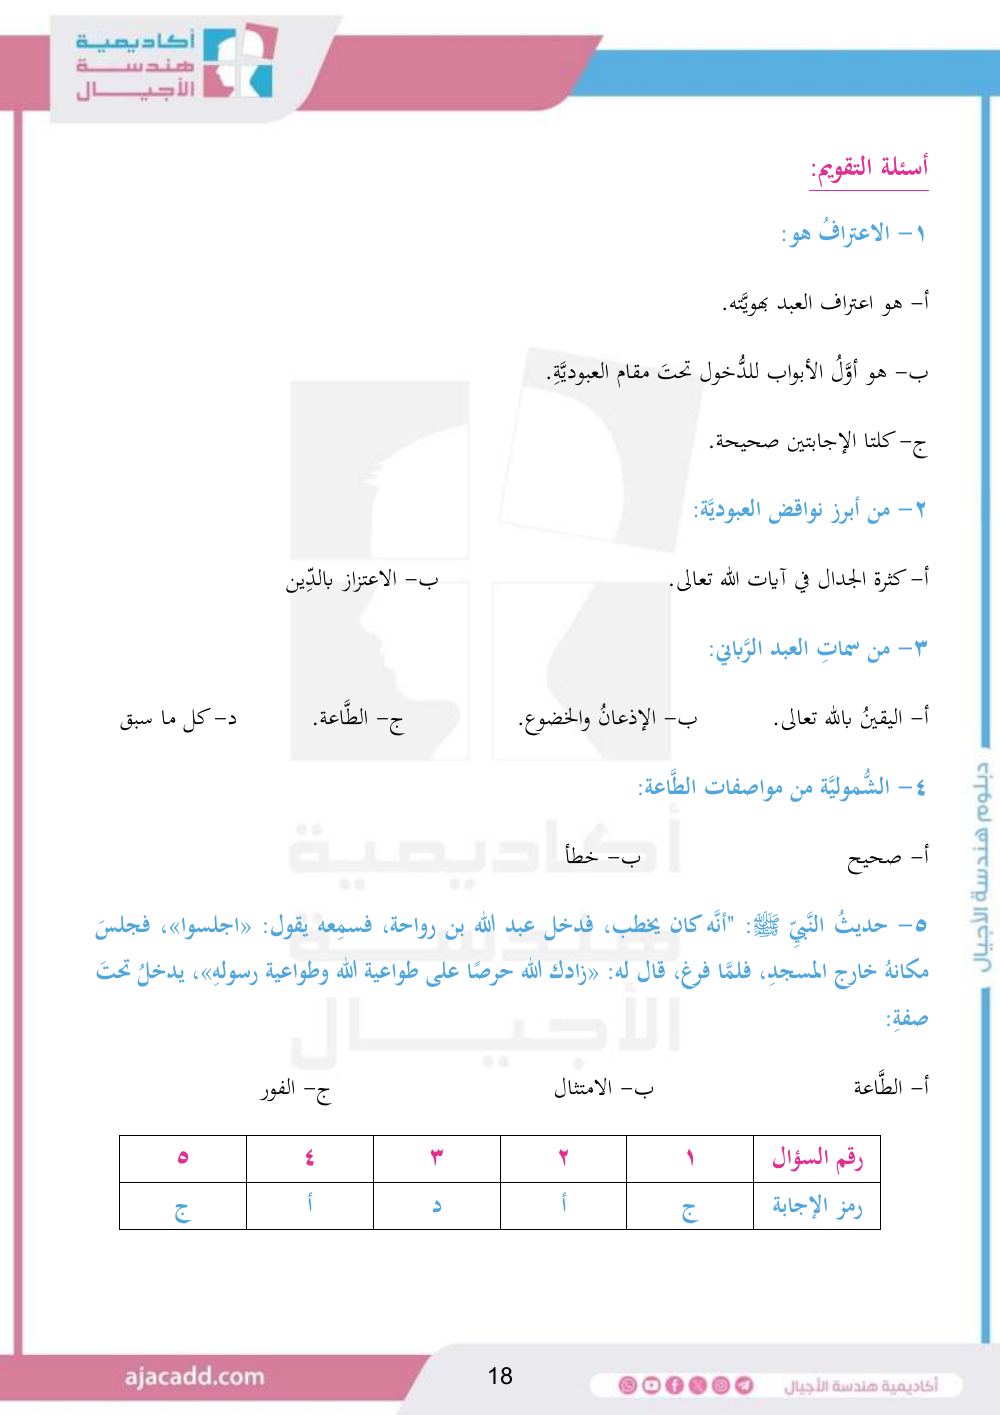 أكاديمية
هندسة
الأجيال
أسئلة التقويم:
١- الاعترافُ هو:
أ- هو اعتراف العبد بهويَّته.
ب- هو أوَّلُ الأبواب للدُّخول تحتَ مقام العبوديَّةِ.
ج- كلتا الإجابتين صحيحة.
٢- من أبرز نواقض العبوديَّة:
أ- كثرة الجدال في آيات الله تعالى. ب- الاعتزاز بالدِّين
٣- من سماتِ العبد الرَّباني:
أ- اليقينُ بالله تعالى. ب- الإذعانُ والخضوع. ج- الطَّاعة. د- كل ما سبق
٤- الشُّموليَّة من مواصفات الطَّاعة:
أ- صحيح ب- خطأ
٥- حديثُ النَّبيِّ ﷺ: "أنَّه كان يخطب، فدخل عبد الله بن رواحة، فسمِعه يقول: «اجلسوا»، فجلسَ
مكانهُ خارج المسجدِ، فلمَّا فرغ، قال له: «زادك الله حرصًا على طواعية الله وطواعية رسولهِ»، يدخلُ تحتَ
صفةِ:
أ- الطَّاعة ب- الامتثال ج- الفور
رقم السؤال ١ ٢ ٣ ٤ ٥
رمز الإجابة ج أ د أ ج
أكاديمية
هندسة
الأجيال
دبلوم هندسة الأجيال
ajacadd.com
18
أكاديمية هندسة الأجيال